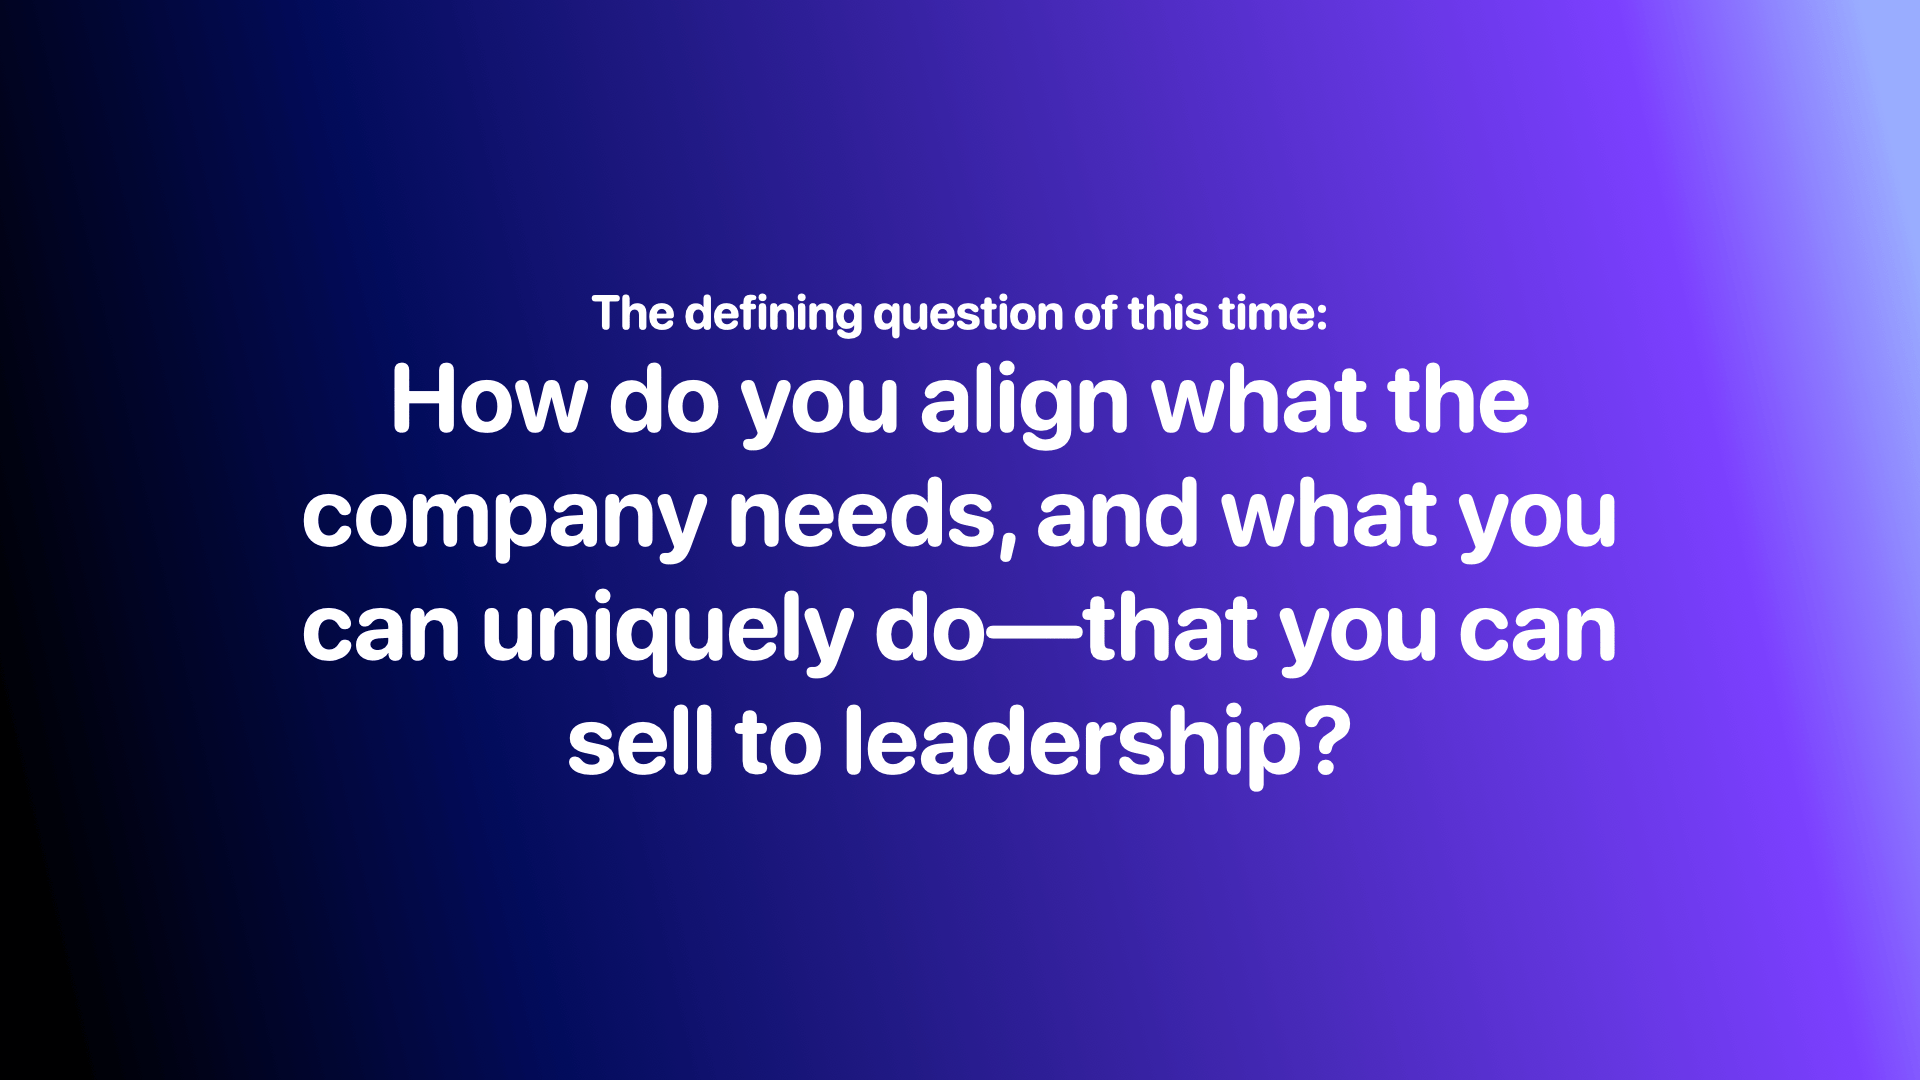 The defining question of this time:
How do you align what the
company needs, and what you
can uniquely do—that you can
sell to leadership?